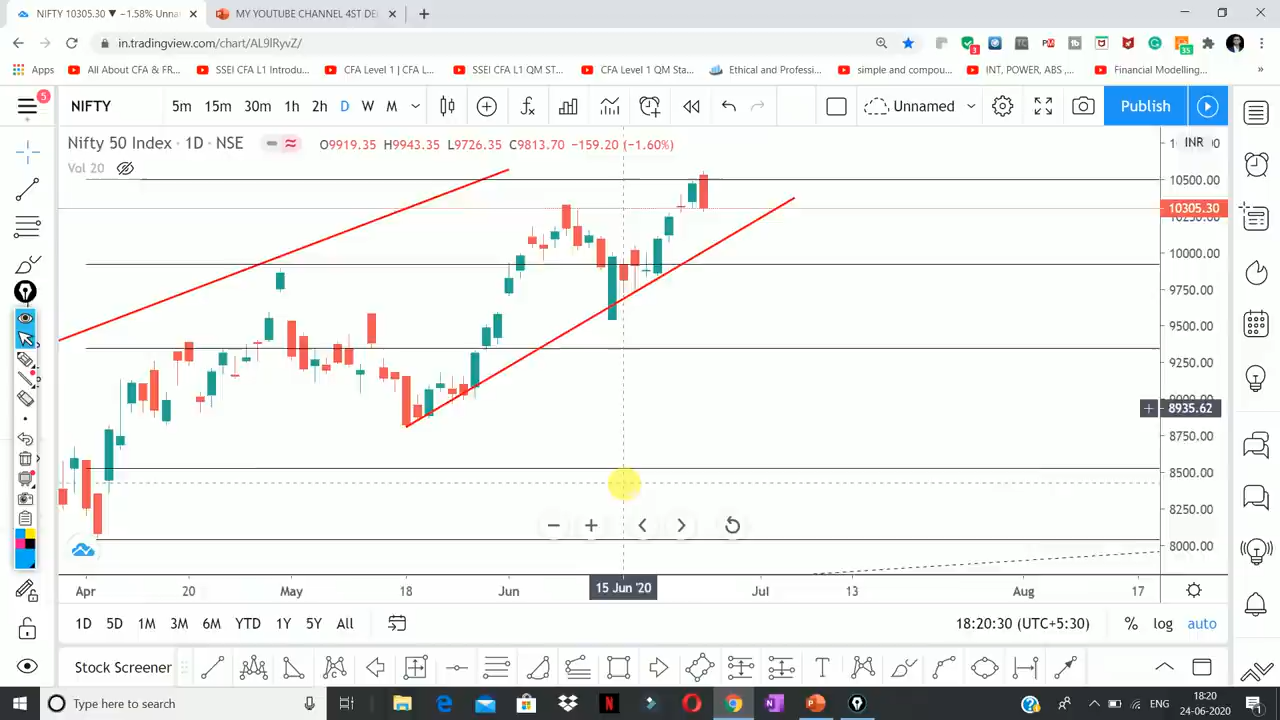 NIFTY 10305.30 ▼ −1.58% Unna
MY YOUTUBE CHANNEL 4ST DE
in.tradingview.com/chart/AL9lRyvZ/
3
35
Apps
All About CFA & FR...
SSEI CFA L1 Introdu...
CFA Level 1 | CFA L...
SSEI CFA L1 QM ST...
CFA Level 1 QM Sta...
Ethical and Professi...
simple and compou...
INT, POWER, ABS ,...
Financial Modelling...
»
5
NIFTY
5m 15m 30m 1h 2h D W M
Unnamed
Publish
Nifty 50 Index · 1D · NSE
O9919.35 H9943.35 L9726.35 C9813.70 −159.20 (−1.60%)
INR
Vol 20
10500.00
10305.30
10250.00
10000.00
9750.00
9500.00
9250.00
9000.00
8935.62
8750.00
8500.00
8250.00
8000.00
Apr 20 May 18 Jun 15 Jun '20 Jul 13 Aug 17
1D 5D 1M 3M 6M YTD 1Y 5Y All
18:20:30 (UTC+5:30) % log auto
Stock Screener
Type here to search
ENG
18:20
24-06-2020